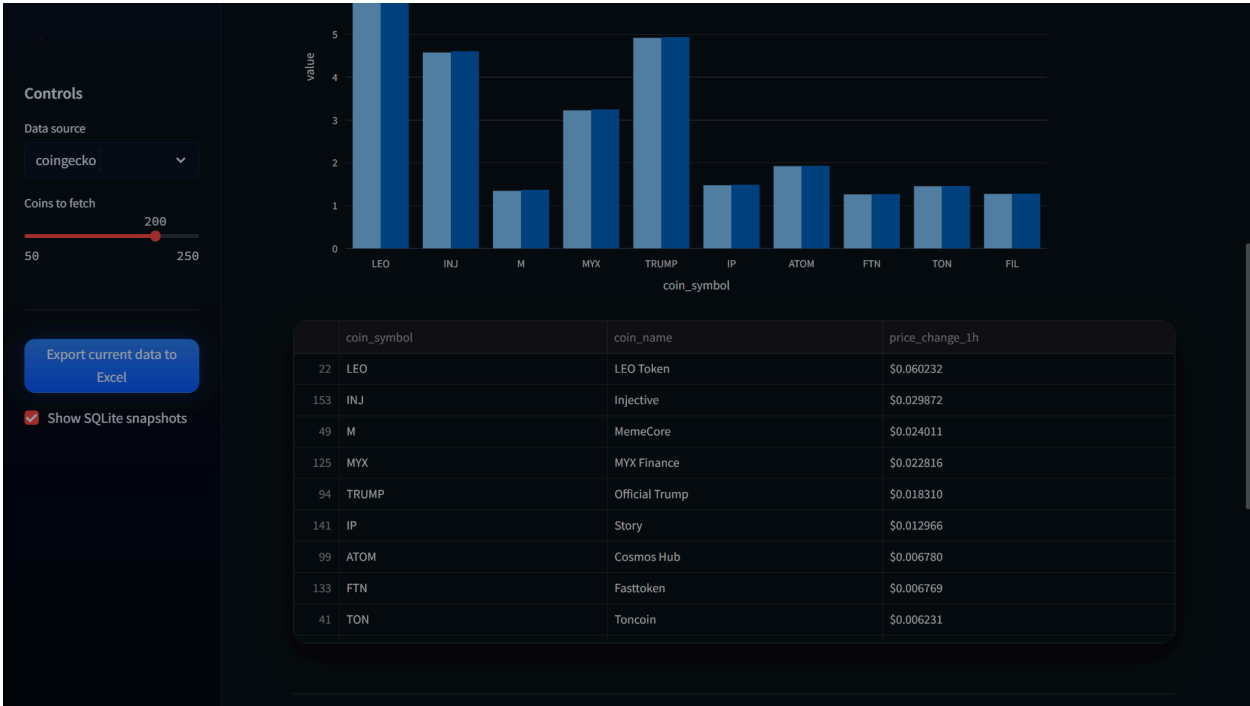 Controls
Data source
coingecko
Coins to fetch
200
50 250
Export current data to
Excel
Show SQLite snapshots
value
5
4
3
2
1
0
LEO INJ M MYX TRUMP IP ATOM FTN TON FIL
coin_symbol
coin_symbol coin_name price_change_1h
22 LEO LEO Token $0.060232
153 INJ Injective $0.029872
49 M MemeCore $0.024011
125 MYX MYX Finance $0.022816
94 TRUMP Official Trump $0.018310
141 IP Story $0.012966
99 ATOM Cosmos Hub $0.006780
133 FTN Fasttoken $0.006769
41 TON Toncoin $0.006231